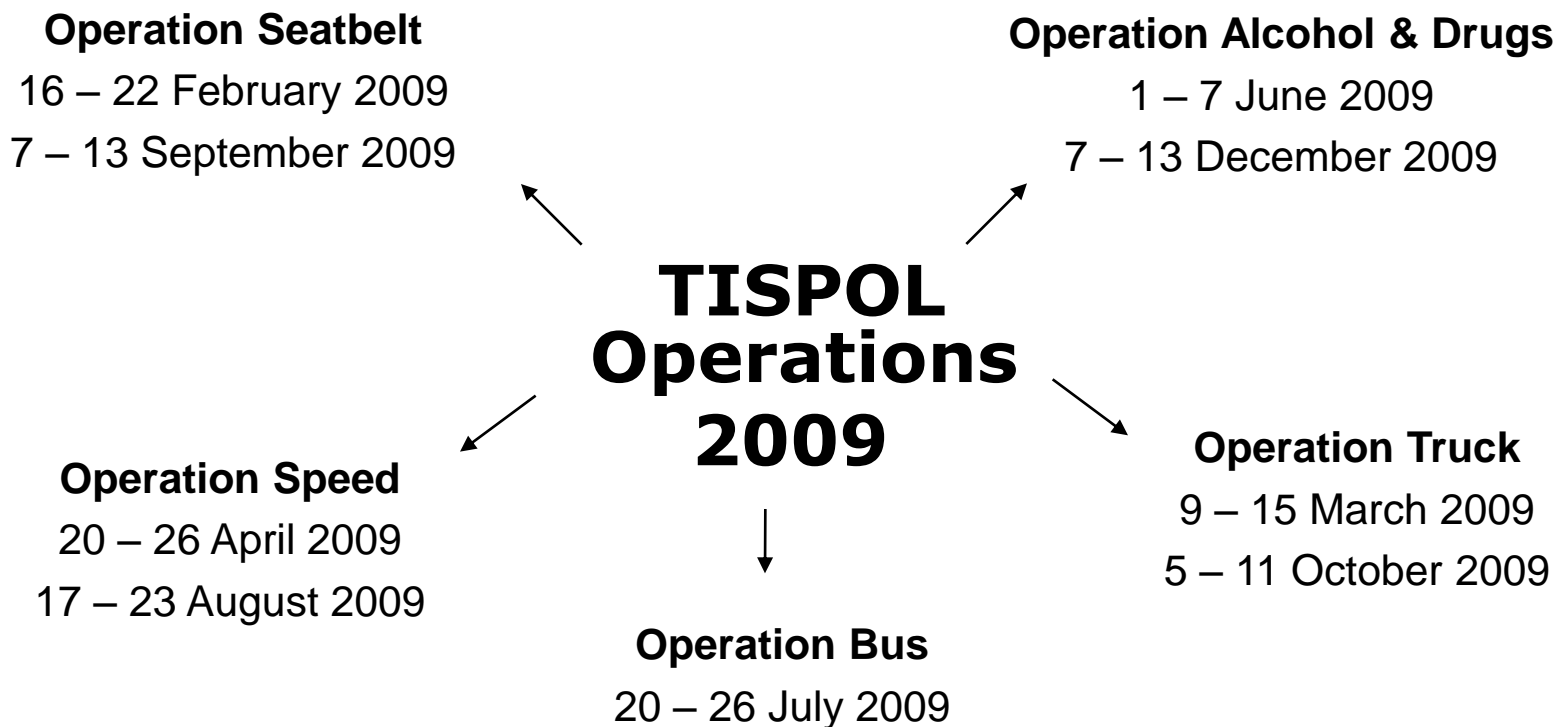 Operation Seatbelt
16 – 22 February 2009
7 – 13 September 2009
Operation Alcohol & Drugs
1 – 7 June 2009
7 – 13 December 2009
TISPOL
Operations
2009
Operation Speed
20 – 26 April 2009
17 – 23 August 2009
Operation Truck
9 – 15 March 2009
5 – 11 October 2009
Operation Bus
20 – 26 July 2009